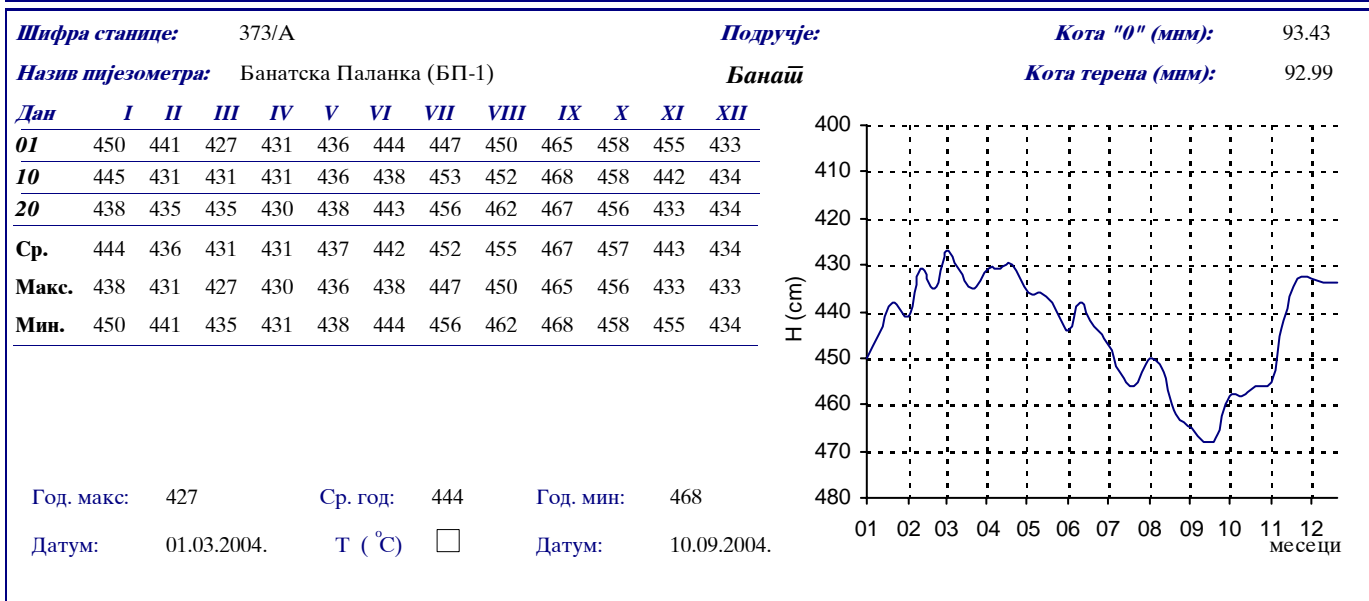 Шифра станице: 373/А Подручје: Кота "0" (мнм): 93.43
Назив пијезометра: Банатска Паланка (БП-1) Банат Кота терена (мнм): 92.99
Дан I II III IV V VI VII VIII IX X XI XII
01 450 441 427 431 436 444 447 450 465 458 455 433
10 445 431 431 431 436 438 453 452 468 458 442 434
20 438 435 435 430 438 443 456 462 467 456 433 434
Ср. 444 436 431 431 437 442 452 455 467 457 443 434
Макс. 438 431 427 430 436 438 447 450 465 456 433 433
Мин. 450 441 435 431 438 444 456 462 468 458 455 434
Год. макс: 427 Ср. год: 444 Год. мин: 468
Датум: 01.03.2004. Т ( °С) Датум: 10.09.2004.
400
410
420
430
440
450
460
470
480
H (cm)
01 02 03 04 05 06 07 08 09 10 11 12
месеци